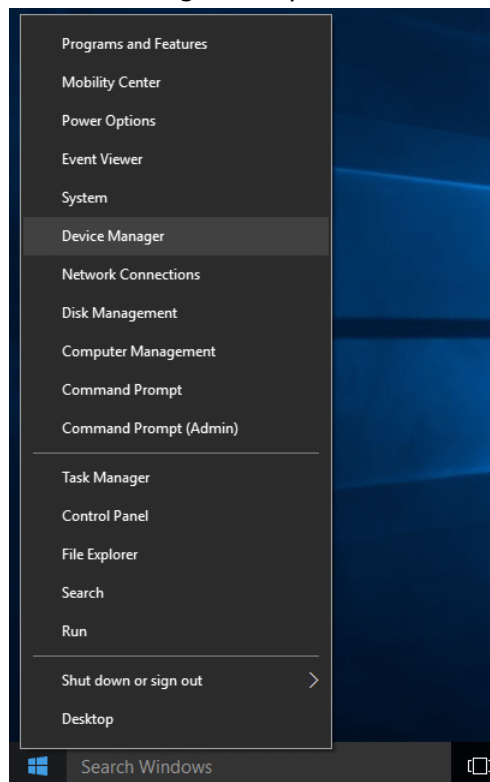 Programs and Features
Mobility Center
Power Options
Event Viewer
System
Device Manager
Network Connections
Disk Management
Computer Management
Command Prompt
Command Prompt (Admin)
Task Manager
Control Panel
File Explorer
Search
Run
Shut down or sign out
Desktop
Search Windows